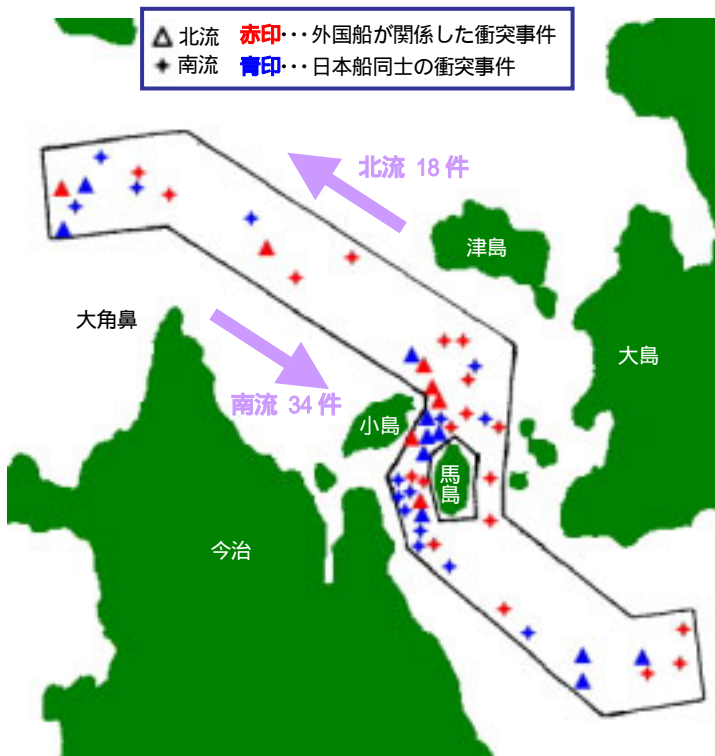 △ 北流 赤印･･･外国船が関係した衝突事件
✦ 南流 青印･･･日本船同士の衝突事件
北流 18 件
津島
大角鼻
大島
南流 34 件
小島
馬島
今治